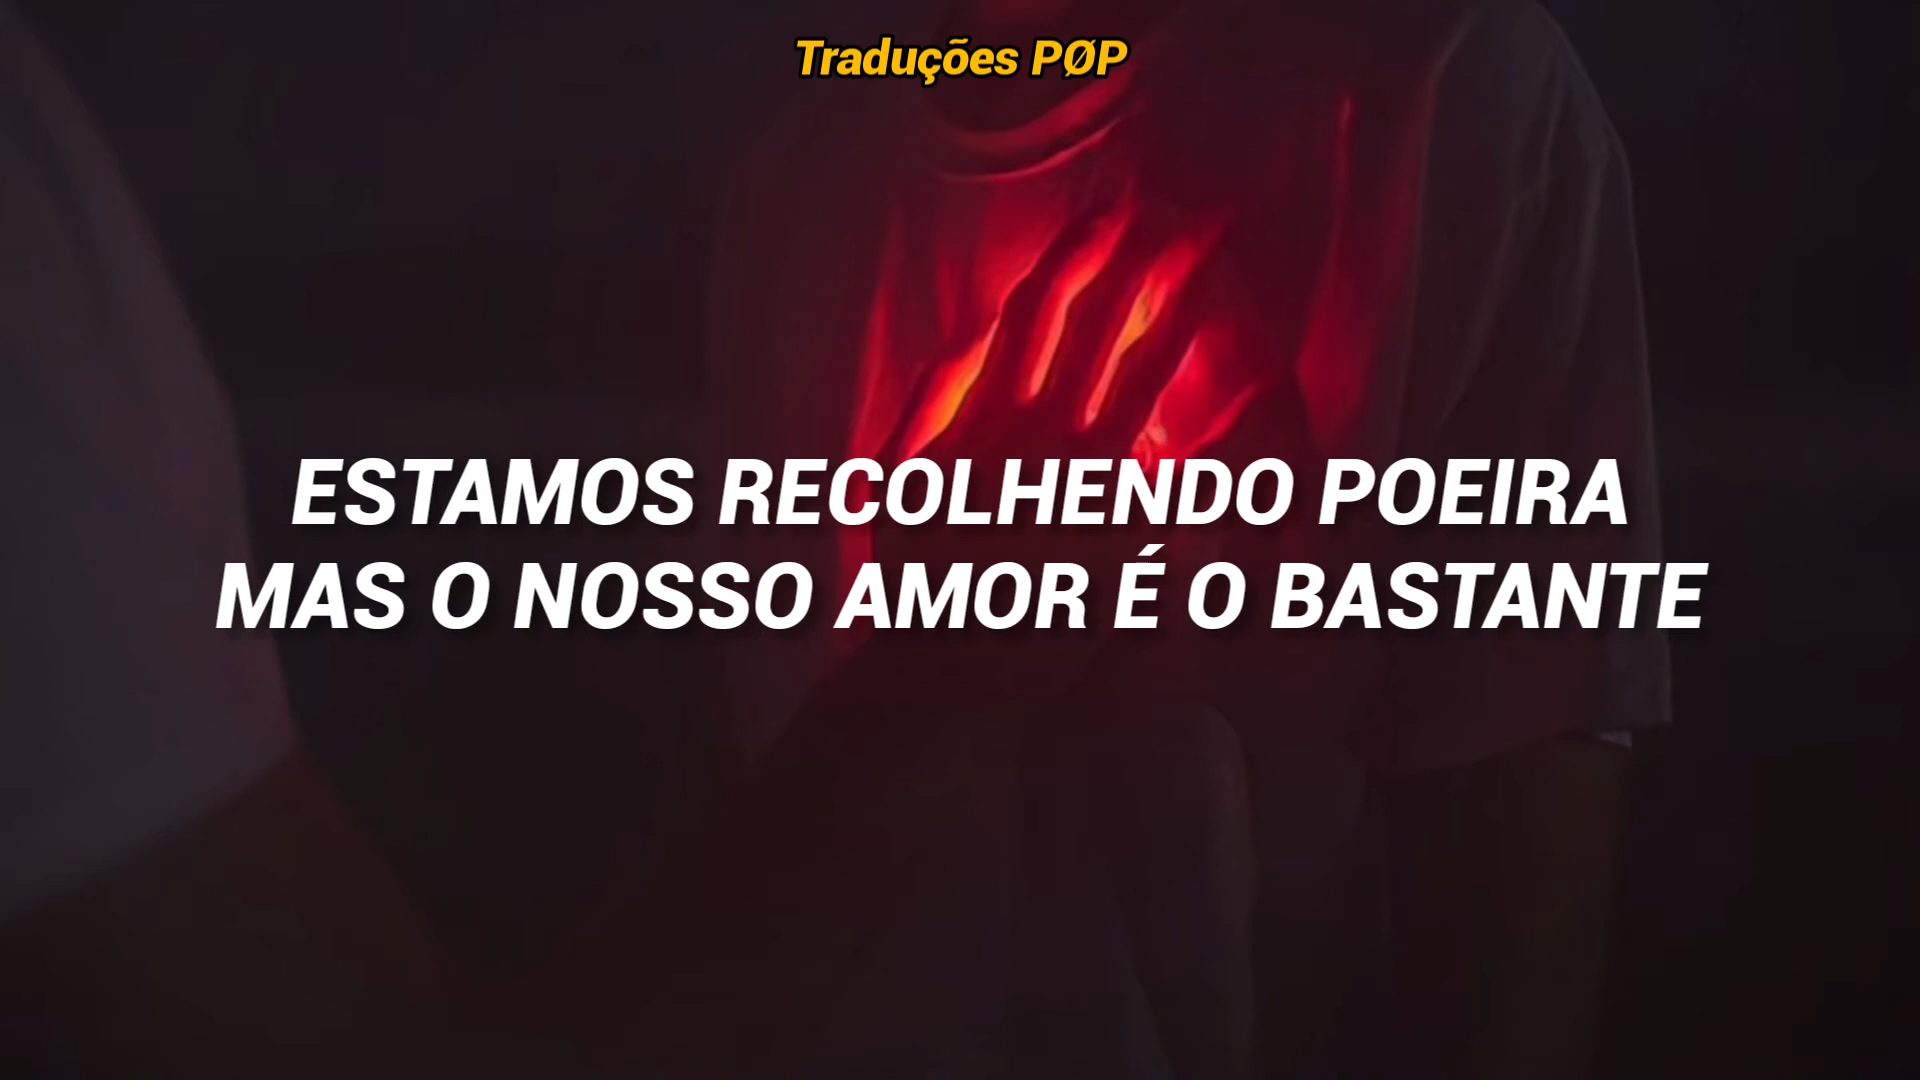 Traduções PØP
ESTAMOS RECOLHENDO POEIRA
MAS O NOSSO AMOR É O BASTANTE